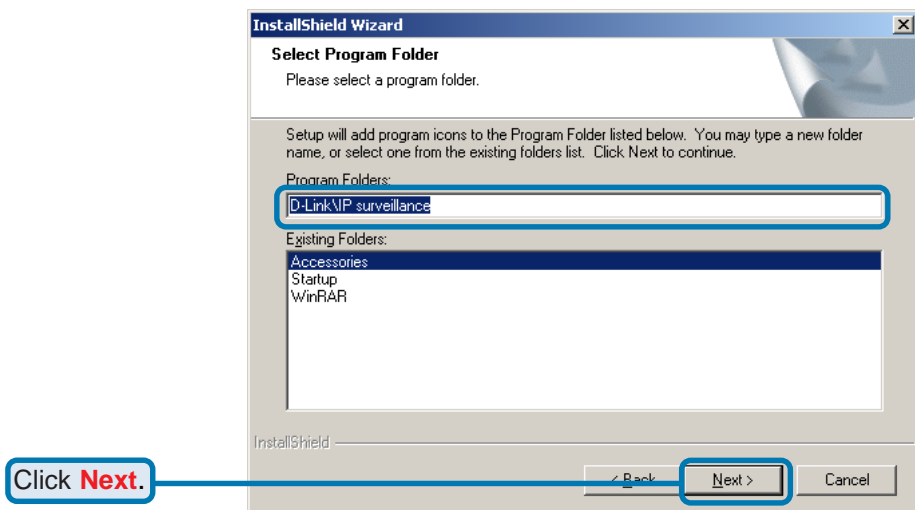 InstallShield Wizard
Select Program Folder
Please select a program folder.
Setup will add program icons to the Program Folder listed below. You may type a new folder
name, or select one from the existing folders list. Click Next to continue.
Program Folders:
D-Link\IP surveillance
Existing Folders:
Accessories
Startup
WinRAR
InstallShield
Click Next.
< Back
Next >
Cancel